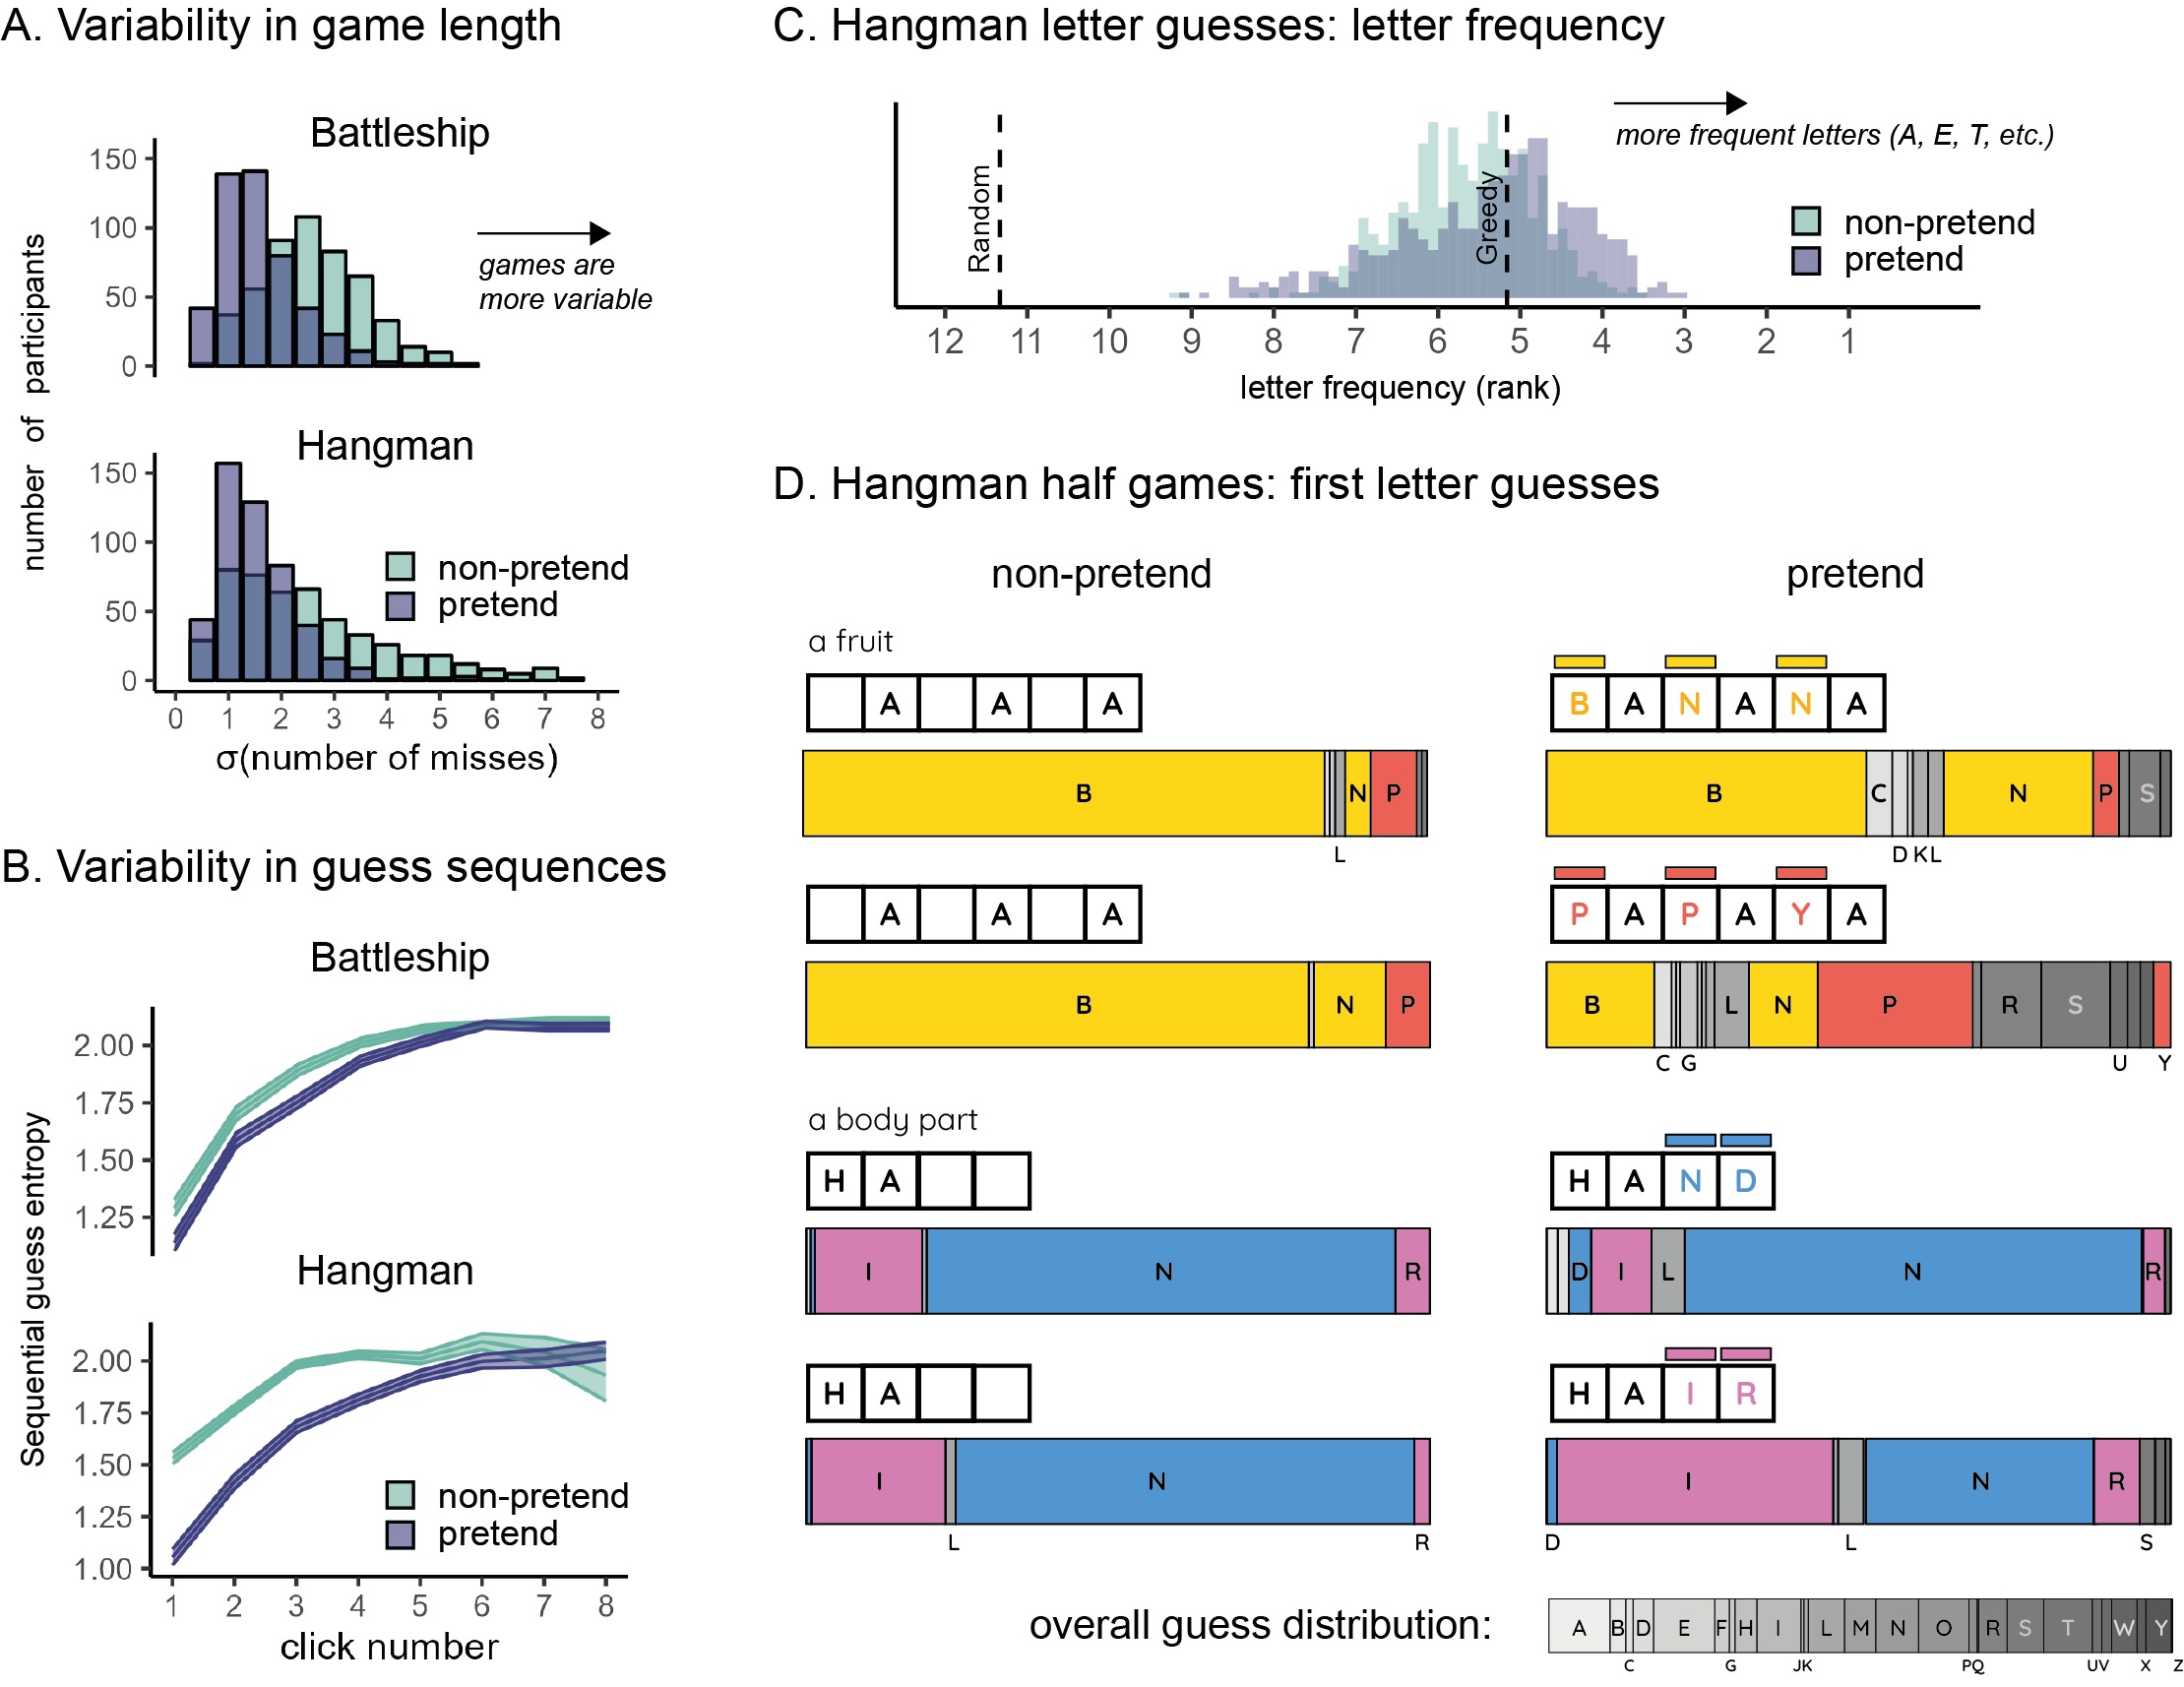 A. Variability in game length
Battleship
150
100
50
0
games are
more variable
number of participants
Hangman
150
100
50
0
non-pretend
pretend
0 1 2 3 4 5 6 7 8
σ(number of misses)
B. Variability in guess sequences
Battleship
2.00
1.75
1.50
1.25
Sequential guess entropy
Hangman
2.00
1.75
1.50
1.25
1.00
non-pretend
pretend
1 2 3 4 5 6 7 8
click number
C. Hangman letter guesses: letter frequency
Random
Greedy
more frequent letters (A, E, T, etc.)
non-pretend
pretend
12 11 10 9 8 7 6 5 4 3 2 1
letter frequency (rank)
D. Hangman half games: first letter guesses
non-pretend
pretend
a fruit
A A A
B A N A N A
B N P
L
B C N P S
D K L
A A A
P A P A Y A
B N P
B L N P R S
C G U Y
a body part
H A
H A N D
I N R
D I L N R
H A
H A I R
I N
L R
I N R
D L S
overall guess distribution:
A B D E F H I L M N O R S T W Y
C G J K P Q U V X Z